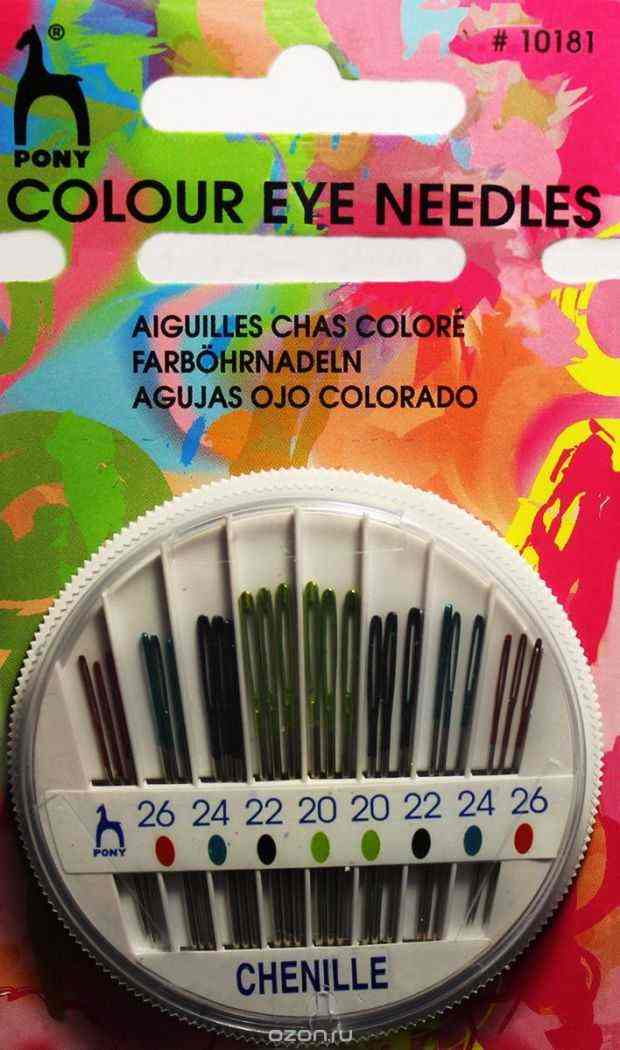 ®
# 10181
PONY
COLOUR EYE NEEDLES
AIGUILLES CHAS COLORÉ
FARBÖHRNADELN
AGUJAS OJO COLORADO
26 24 22 20 20 22 24 26
PONY
CHENILLE
ozon.ru